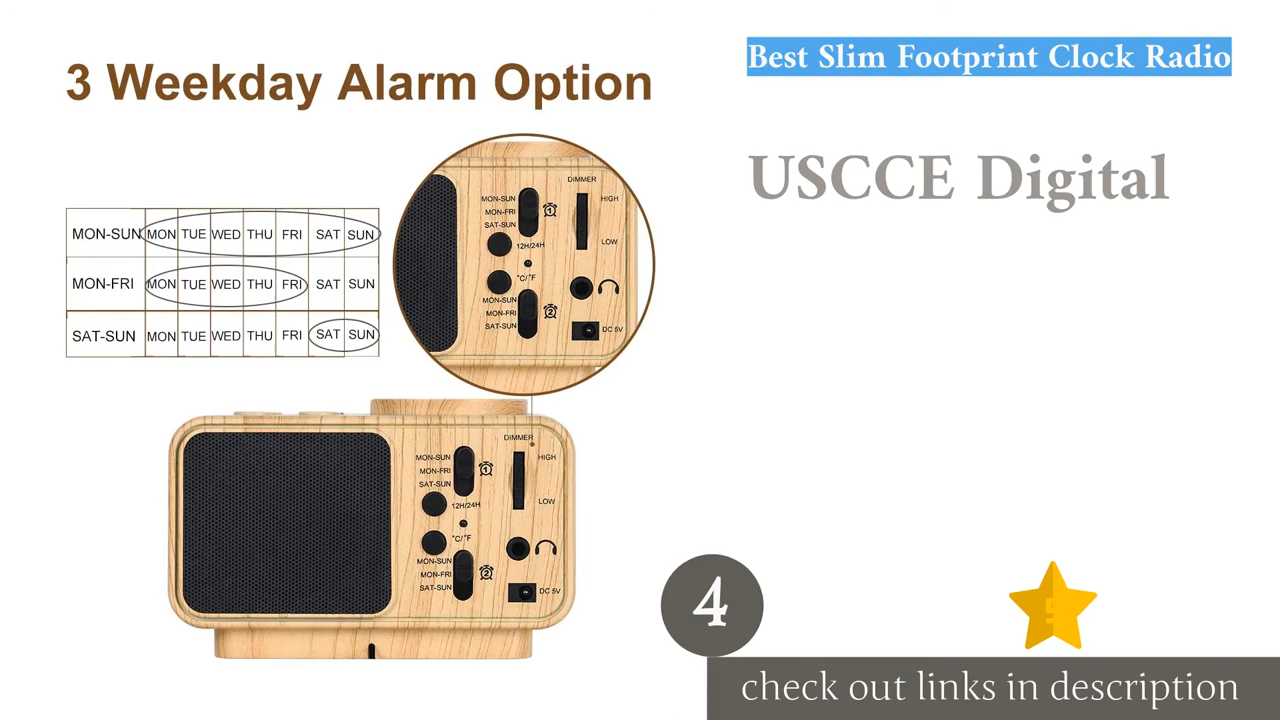 Best Slim Footprint Clock Radio
3 Weekday Alarm Option
USCCE Digital
MON-SUN MON TUE WED THU FRI SAT SUN
MON-FRI MON TUE WED THU FRI SAT SUN
SAT-SUN MON TUE WED THU FRI SAT SUN
DIMMER
MON-SUN
HIGH
MON-FRI
1
SAT-SUN
LOW
12H/24H
°C/°F
MON-SUN
MON-FRI
2
SAT-SUN
DC 5V
DIMMER
MON-SUN
HIGH
MON-FRI
1
SAT-SUN
LOW
12H/24H
°C/°F
MON-SUN
MON-FRI
2
SAT-SUN
DC 5V
4
check out links in description